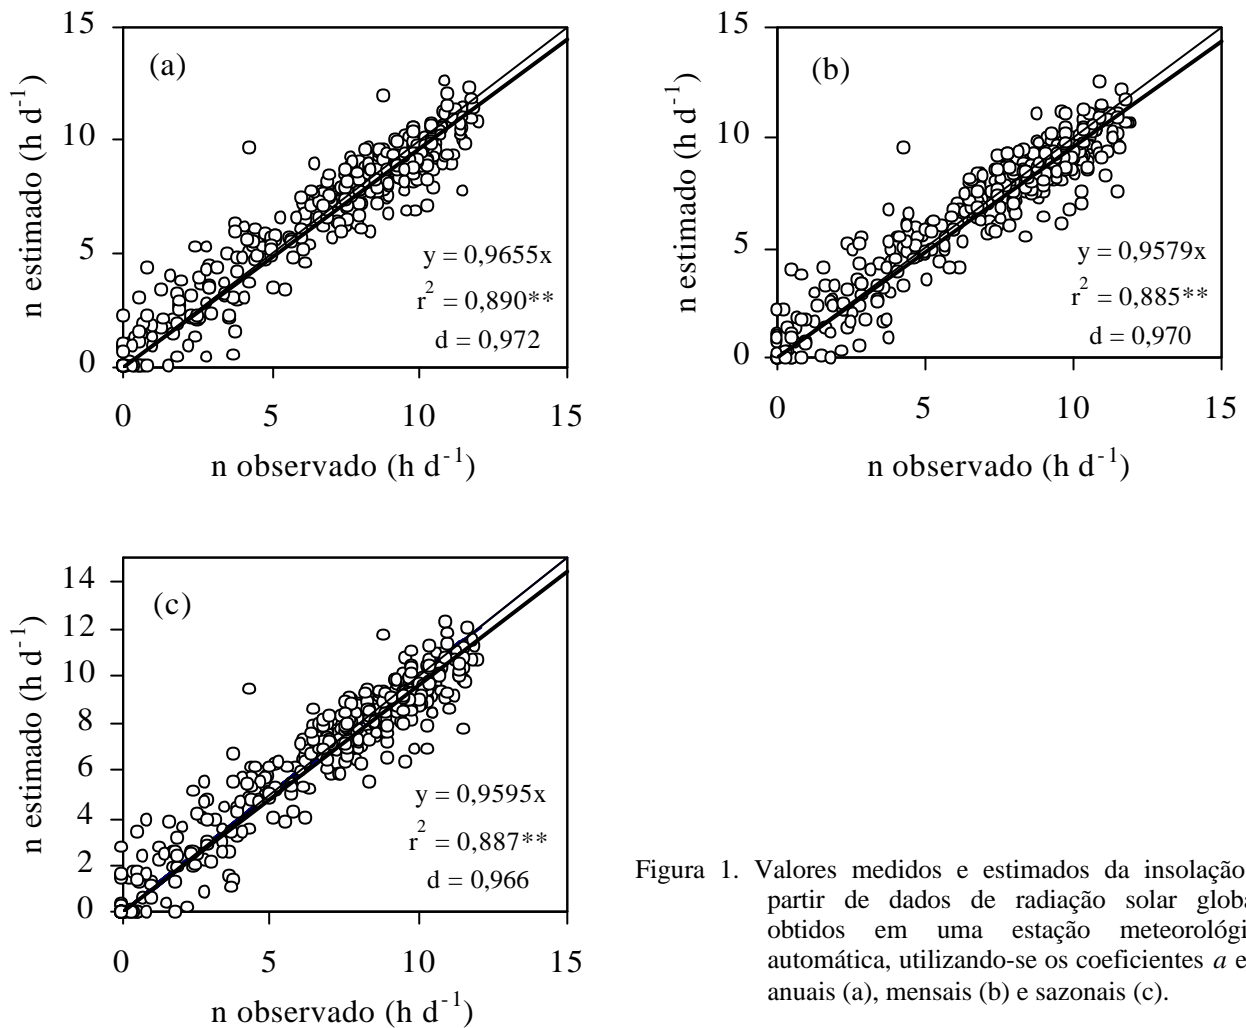 15
10
5
0
n estimado (h d⁻¹)
(a)
y = 0,9655x
r² = 0,890**
d = 0,972
0 5 10 15
n observado (h d⁻¹)
15
10
5
0
n estimado (h d⁻¹)
(b)
y = 0,9579x
r² = 0,885**
d = 0,970
0 5 10 15
n observado (h d⁻¹)
14
12
10
8
6
4
2
0
n estimado (h d⁻¹)
(c)
y = 0,9595x
r² = 0,887**
d = 0,966
0 5 10 15
n observado (h d⁻¹)
Figura 1. Valores medidos e estimados da insolação
partir de dados de radiação solar globa
obtidos em uma estação meteorológi
automática, utilizando-se os coeficientes a e
anuais (a), mensais (b) e sazonais (c).